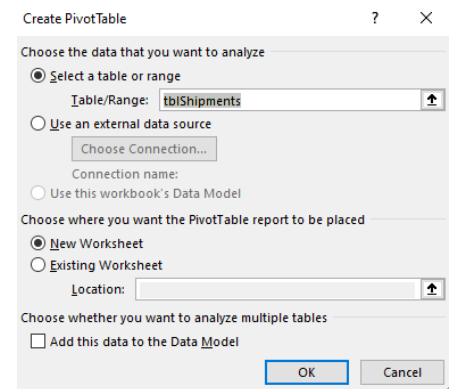 Create PivotTable ? ×
Choose the data that you want to analyze
Select a table or range
Table/Range: tblShipments
Use an external data source
Choose Connection...
Connection name:
Use this workbook's Data Model
Choose where you want the PivotTable report to be placed
New Worksheet
Existing Worksheet
Location:
Choose whether you want to analyze multiple tables
Add this data to the Data Model
OK Cancel